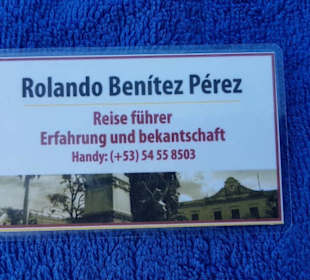 Rolando Benítez Pérez
Reise führer
Erfahrung und bekantschaft
Handy: (+53) 54 55 8503